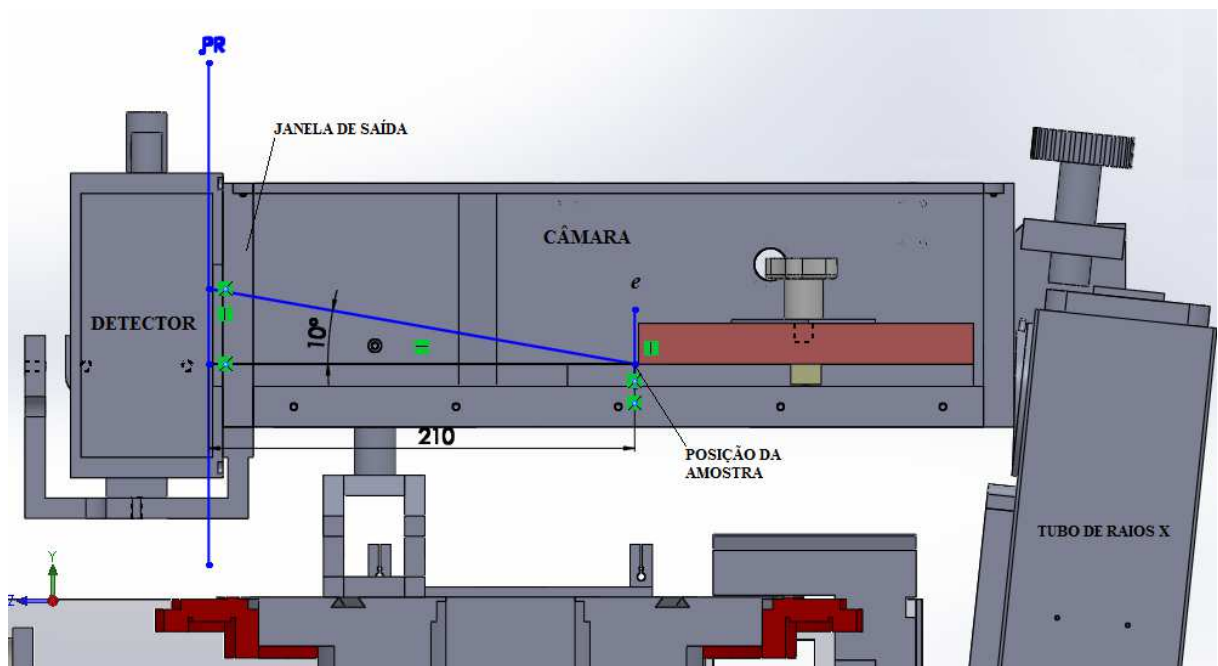 PR
JANELA DE SAÍDA
CÂMARA
e
DETECTOR
10°
210
POSIÇÃO DA
AMOSTRA
TUBO DE RAIOS X
Y
Z